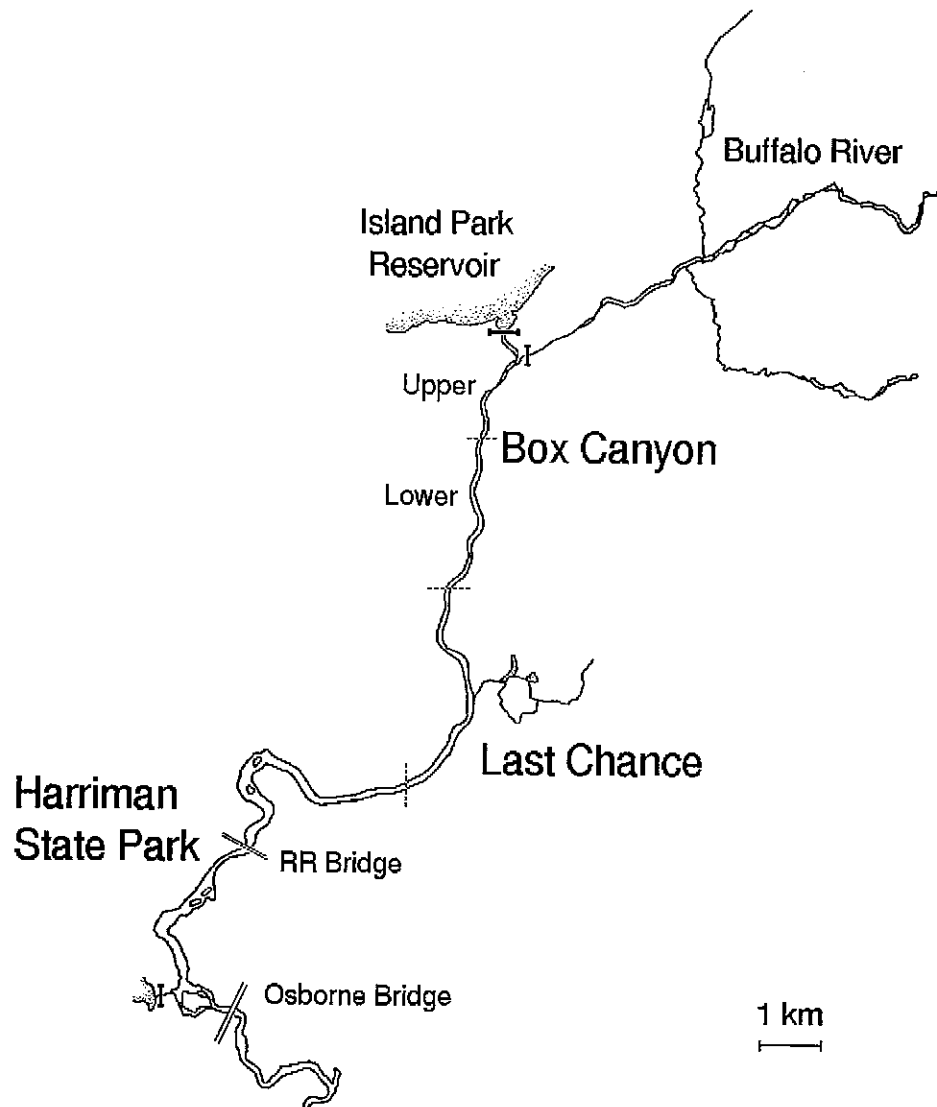 Buffalo River
Island Park
Reservoir
Upper
Box Canyon
Lower
Last Chance
Harriman
State Park
RR Bridge
Osborne Bridge
1 km